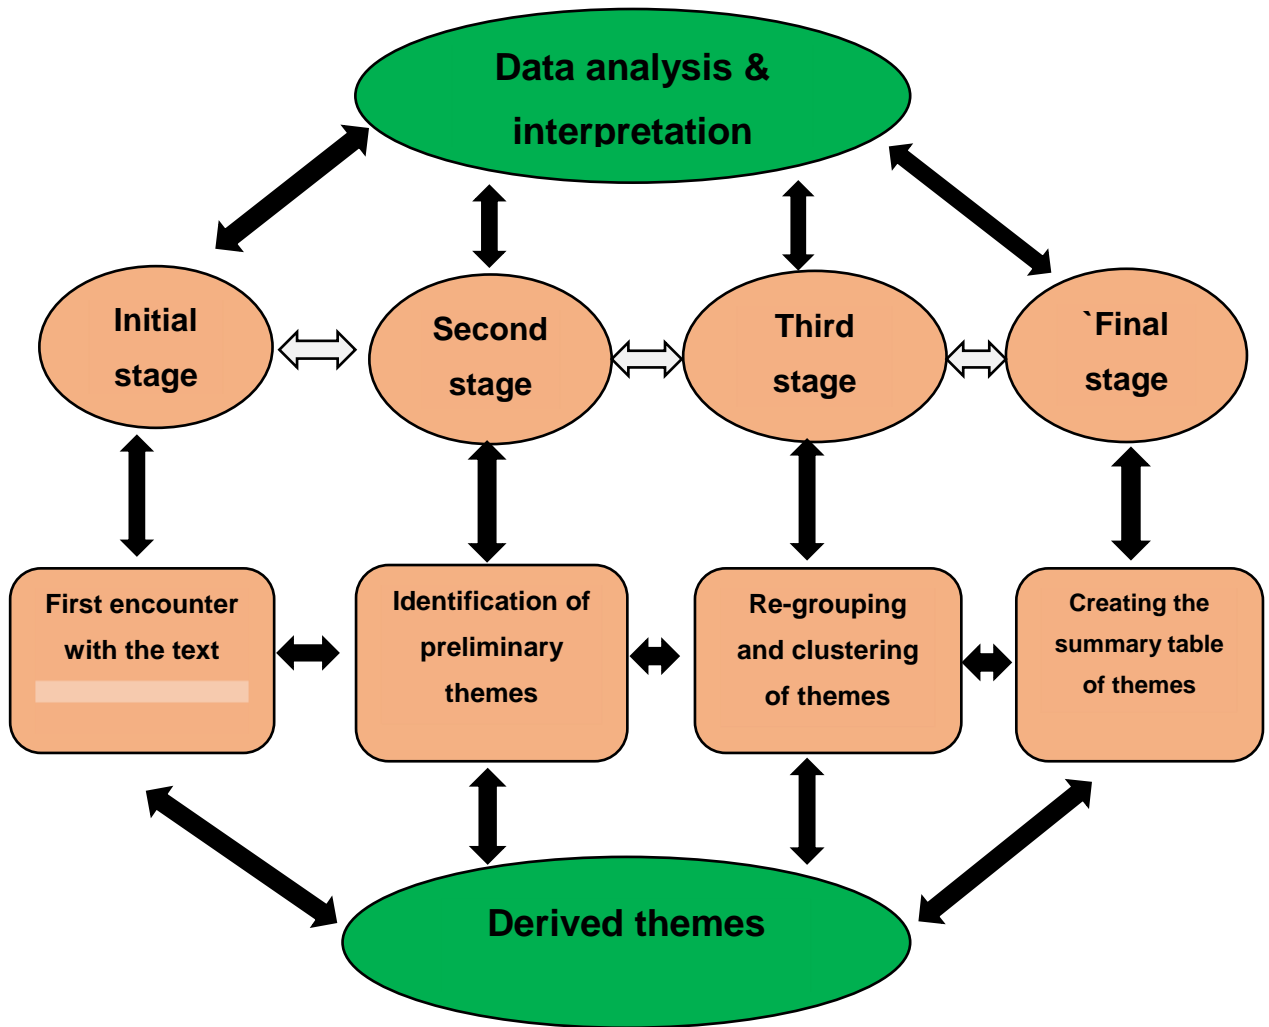 Data analysis &
interpretation
Initial
stage
Second
stage
Third
stage
`Final
stage
First encounter
with the text
Identification of
preliminary
themes
Re-grouping
and clustering
of themes
Creating the
summary table
of themes
Derived themes